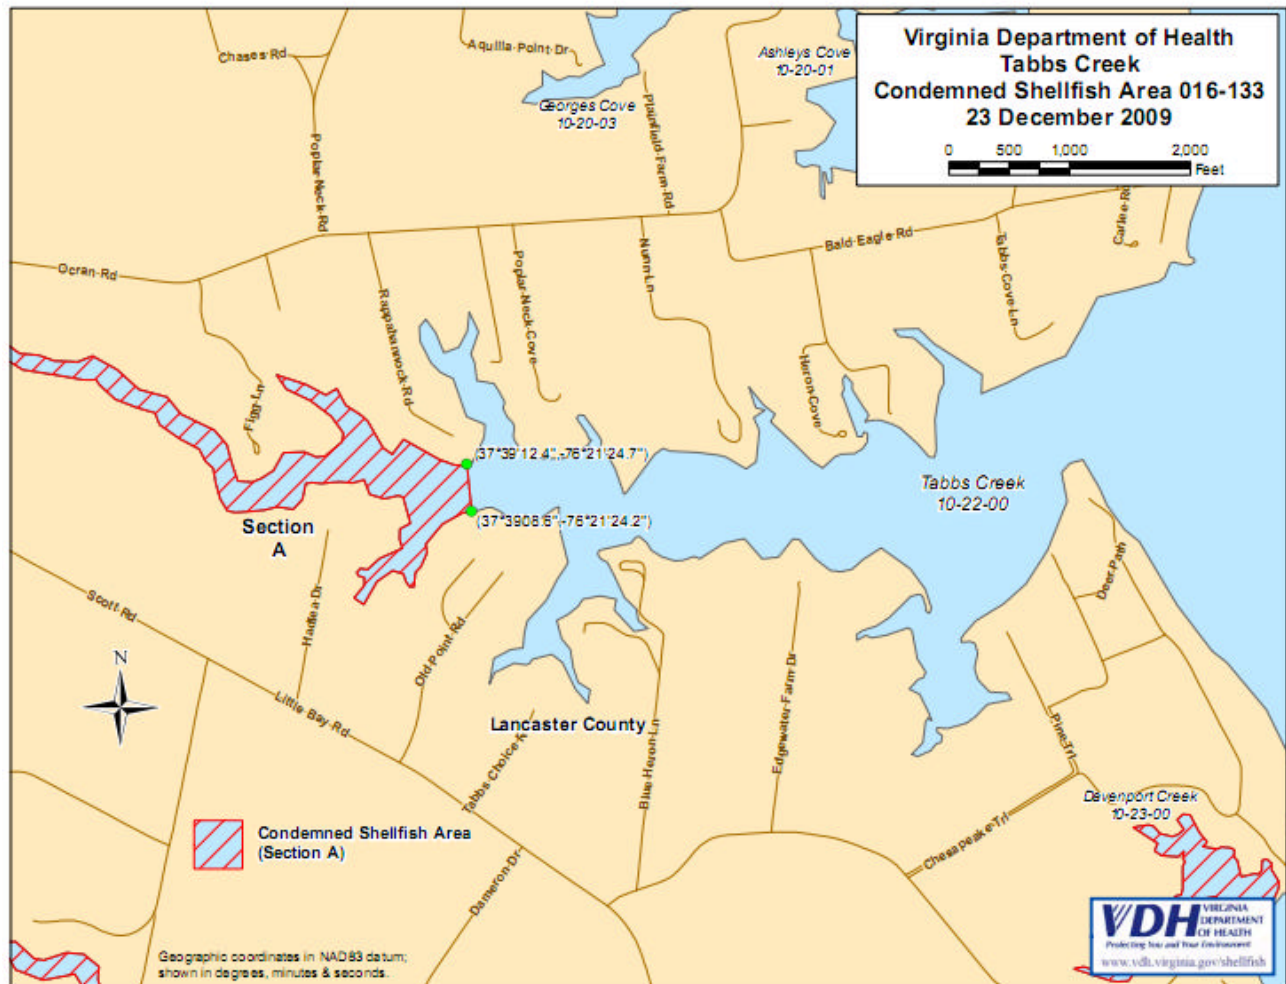 Virginia Department of Health
Tabbs Creek
Condemned Shellfish Area 016-133
23 December 2009
0 500 1,000 2,000
Feet
Chases Rd
Aquilla Point Dr
Ashleys Cove
10-20-01
Georges Cove
10-20-03
Plainfield Farm Rd
Poplar Neck Rd
Ocran Rd
Bald Eagle Rd
Carlee Rd
Tabbs Cove Ln
Nunn Ln
Poplar Neck Cove
Rappahannock Rd
Figg Ln
Heron Cove
(37°39'12.4",-76°21'24.7")
(37°3908.6",-76°21'24.2")
Tabbs Creek
10-22-00
Section
A
Deer Path
Scott Rd
Old Point Rd
N
Little Bay Rd
Lancaster County
Tabbs Choice
Blue Heron Ln
Edgewater Farm Dr
Pine Trl
Davenport Creek
10-23-00
Chesapeake Trl
Dameron Dr
Condemned Shellfish Area
(Section A)
Geographic coordinates in NAD83 datum;
shown in degrees, minutes & seconds.
VDH VIRGINIA
DEPARTMENT
OF HEALTH
Protecting You and Your Environment
www.vdh.virginia.gov/shellfish